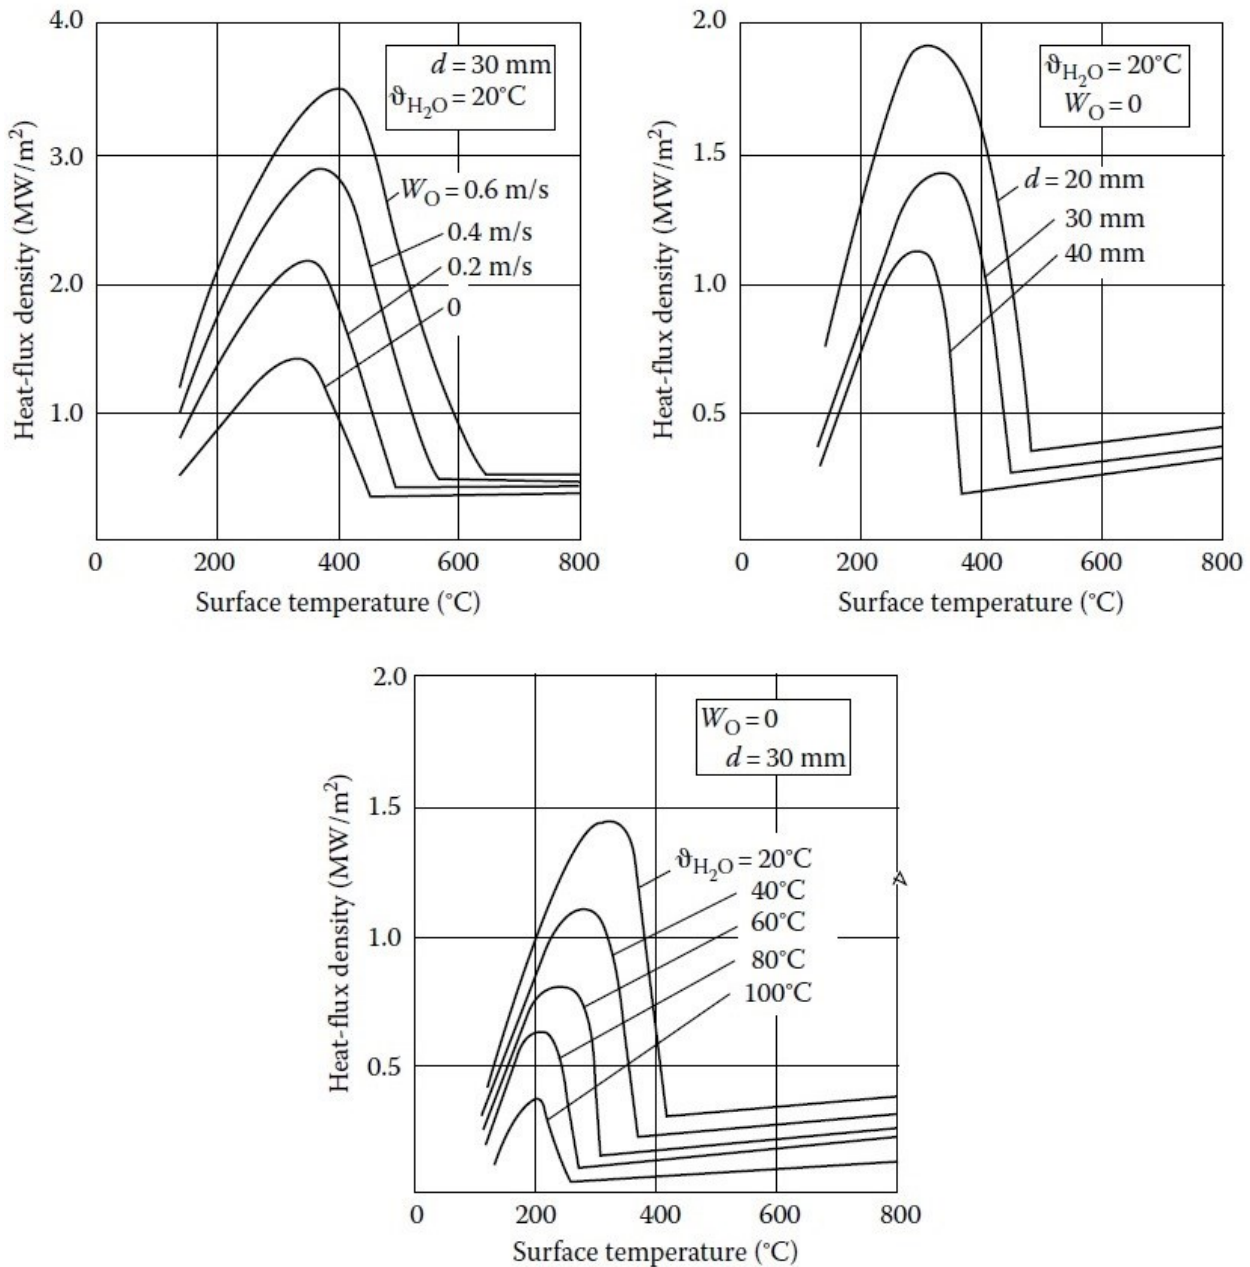 4.0
3.0
2.0
1.0
Heat-flux density (MW/m²)
d = 30 mm
ϑH₂O = 20°C
WO = 0.6 m/s
0.4 m/s
0.2 m/s
0
0 200 400 600 800
Surface temperature (°C)
2.0
1.5
1.0
0.5
Heat-flux density (MW/m²)
ϑH₂O = 20°C
WO = 0
d = 20 mm
30 mm
40 mm
0 200 400 600 800
Surface temperature (°C)
2.0
1.5
1.0
0.5
Heat-flux density (MW/m²)
WO = 0
d = 30 mm
ϑH₂O = 20°C
40°C
60°C
80°C
100°C
0 200 400 600 800
Surface temperature (°C)